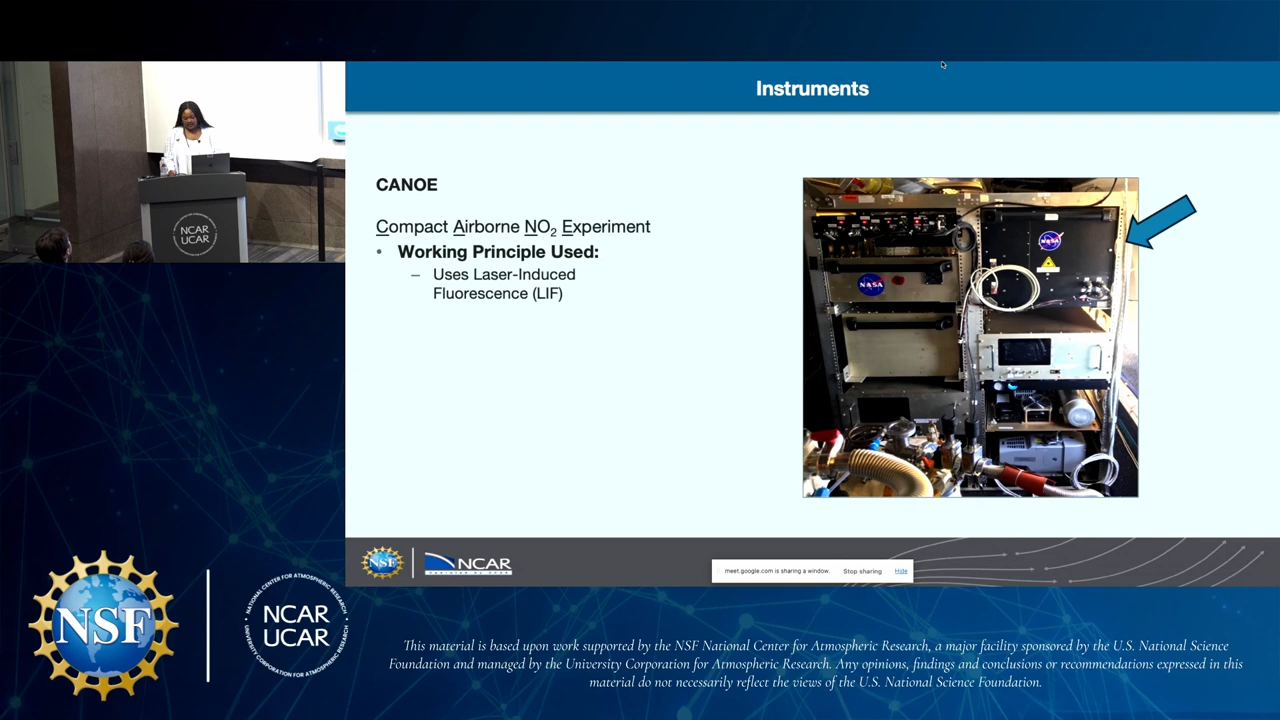 Instruments
CANOE
Compact Airborne NO₂ Experiment
• Working Principle Used:
– Uses Laser-Induced
Fluorescence (LIF)
NASA
NASA
NCAR
UCAR
NSF
NCAR
meet.google.com is sharing a window. Stop sharing Hide
NSF
NATIONAL CENTER FOR ATMOSPHERIC RESEARCH
NCAR
UCAR
UNIVERSITY CORPORATION FOR ATMOSPHERIC RESEARCH
This material is based upon work supported by the NSF National Center for Atmospheric Research, a major facility sponsored by the U.S. National Science
Foundation and managed by the University Corporation for Atmospheric Research. Any opinions, findings and conclusions or recommendations expressed in this
material do not necessarily reflect the views of the U.S. National Science Foundation.